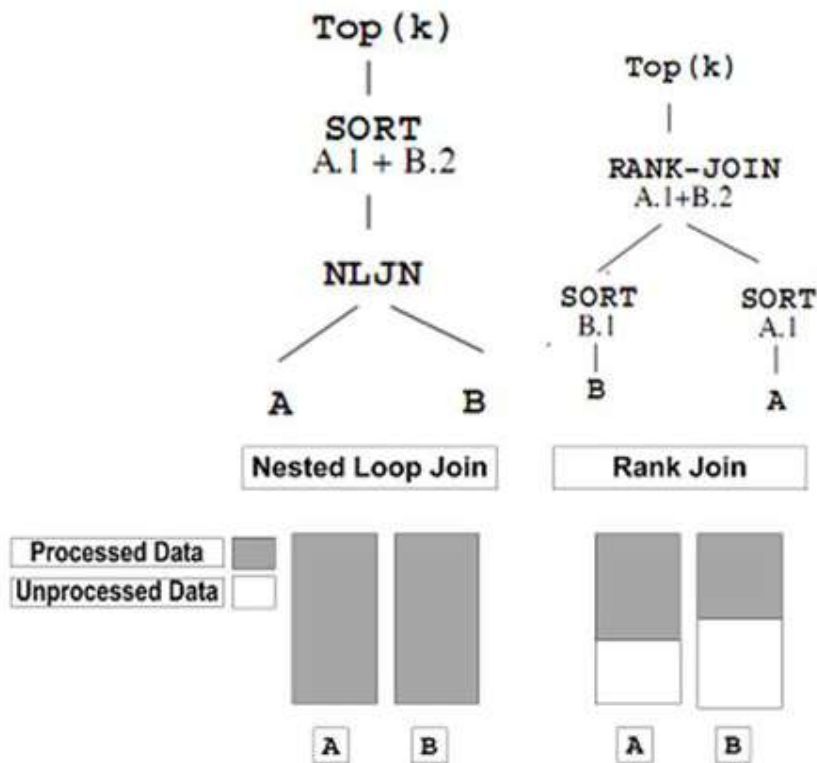 Top(k)
SORT
A.1 + B.2
NLJN
A B
Nested Loop Join
Top(k)
RANK-JOIN
A.1+B.2
SORT SORT
B.1 A.1
B A
Rank Join
Processed Data
Unprocessed Data
A B
A B